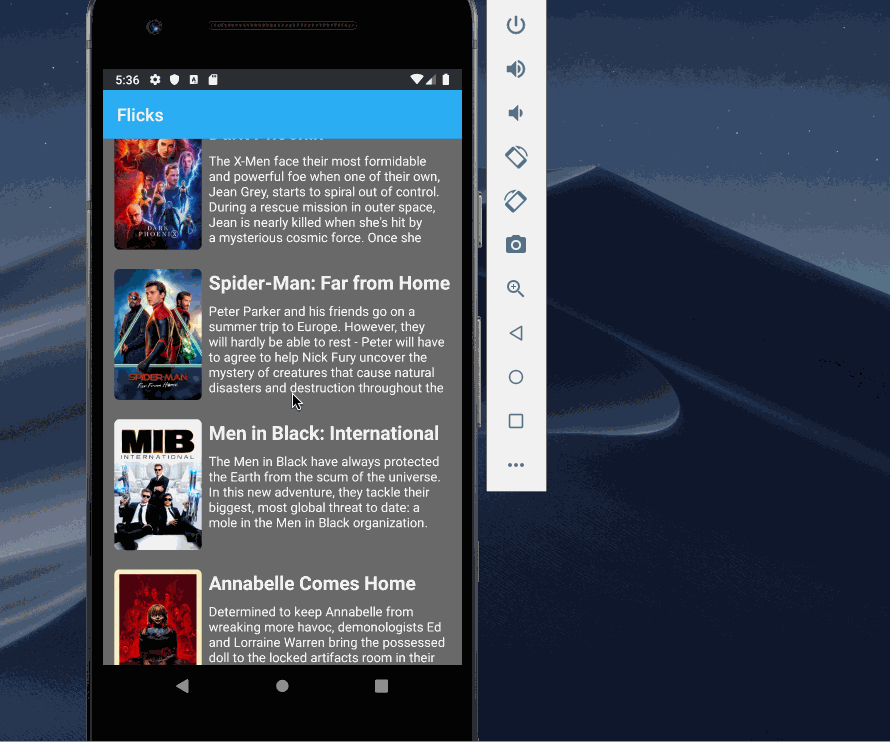 5:36
Flicks
The X-Men face their most formidable
and powerful foe when one of their own,
Jean Grey, starts to spiral out of control.
During a rescue mission in outer space,
Jean is nearly killed when she's hit by
a mysterious cosmic force. Once she
DARK
PHOENIX
Spider-Man: Far from Home
Peter Parker and his friends go on a
summer trip to Europe. However, they
will hardly be able to rest - Peter will have
to agree to help Nick Fury uncover the
mystery of creatures that cause natural
disasters and destruction throughout the
SPIDER-MAN
Far From Home
MIB
INTERNATIONAL
Men in Black: International
The Men in Black have always protected
the Earth from the scum of the universe.
In this new adventure, they tackle their
biggest, most global threat to date: a
mole in the Men in Black organization.
Annabelle Comes Home
Determined to keep Annabelle from
wreaking more havoc, demonologists Ed
and Lorraine Warren bring the possessed
doll to the locked artifacts room in their